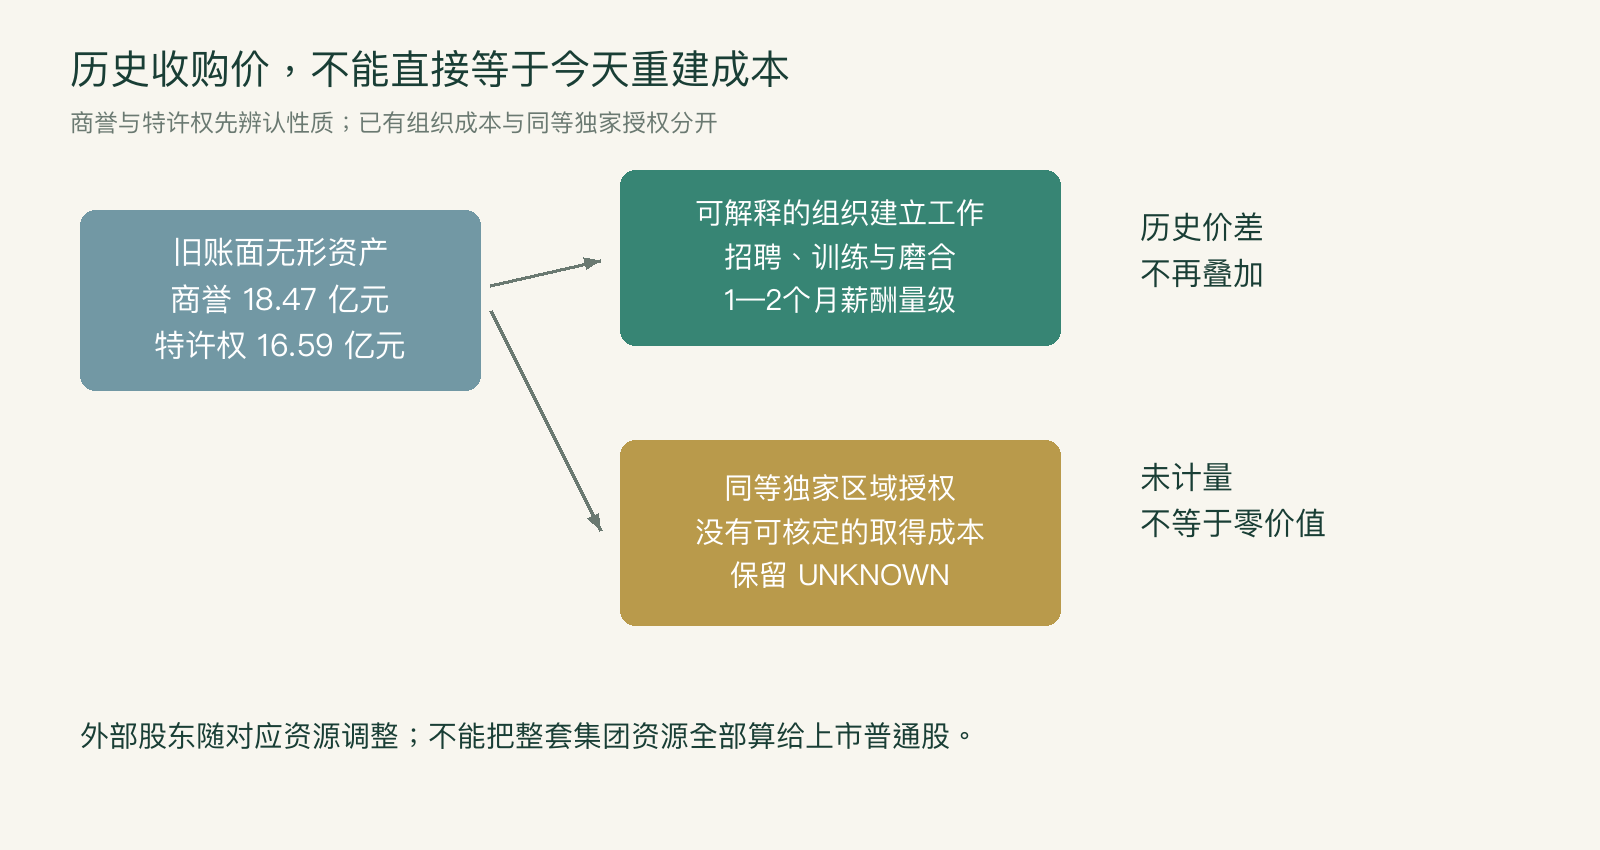 历史收购价，不能直接等于今天重建成本
商誉与特许权先辨认性质；已有组织成本与同等独家授权分开
旧账面无形资产
商誉 18.47 亿元
特许权 16.59 亿元
可解释的组织建立工作
招聘、训练与磨合
1—2个月薪酬量级
历史价差
不再叠加
同等独家区域授权
没有可核定的取得成本
保留 UNKNOWN
未计量
不等于零价值
外部股东随对应资源调整；不能把整套集团资源全部算给上市普通股。